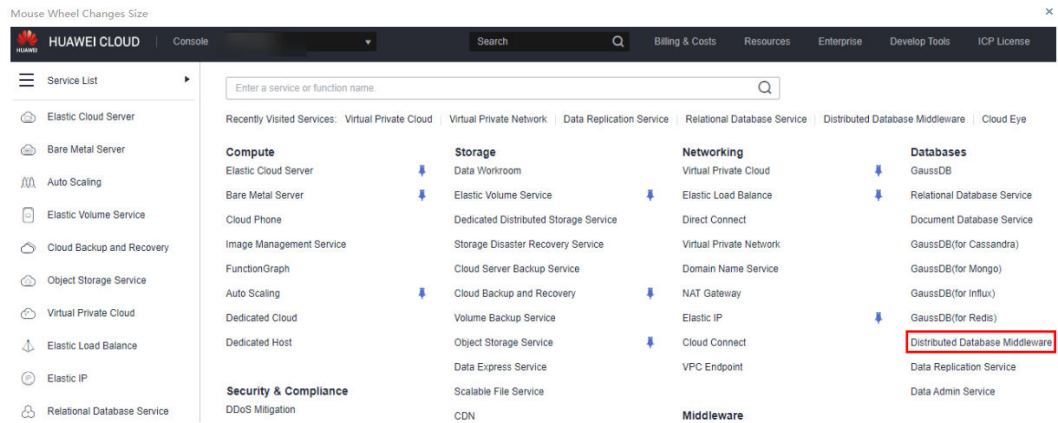 Mouse Wheel Changes Size ×
HUAWEI HUAWEI CLOUD Console Search Billing & Costs Resources Enterprise Develop Tools ICP License
Service List
Elastic Cloud Server
Bare Metal Server
Auto Scaling
Elastic Volume Service
Cloud Backup and Recovery
Object Storage Service
Virtual Private Cloud
Elastic Load Balance
Elastic IP
Relational Database Service
Enter a service or function name.
Recently Visited Services: Virtual Private Cloud Virtual Private Network Data Replication Service Relational Database Service Distributed Database Middleware Cloud Eye
Compute
Elastic Cloud Server
Bare Metal Server
Cloud Phone
Image Management Service
FunctionGraph
Auto Scaling
Dedicated Cloud
Dedicated Host
Security & Compliance
DDoS Mitigation
Storage
Data Workroom
Elastic Volume Service
Dedicated Distributed Storage Service
Storage Disaster Recovery Service
Cloud Server Backup Service
Cloud Backup and Recovery
Volume Backup Service
Object Storage Service
Data Express Service
Scalable File Service
CDN
Networking
Virtual Private Cloud
Elastic Load Balance
Direct Connect
Virtual Private Network
Domain Name Service
NAT Gateway
Elastic IP
Cloud Connect
VPC Endpoint
Middleware
Databases
GaussDB
Relational Database Service
Document Database Service
GaussDB(for Cassandra)
GaussDB(for Mongo)
GaussDB(for Influx)
GaussDB(for Redis)
Distributed Database Middleware
Data Replication Service
Data Admin Service